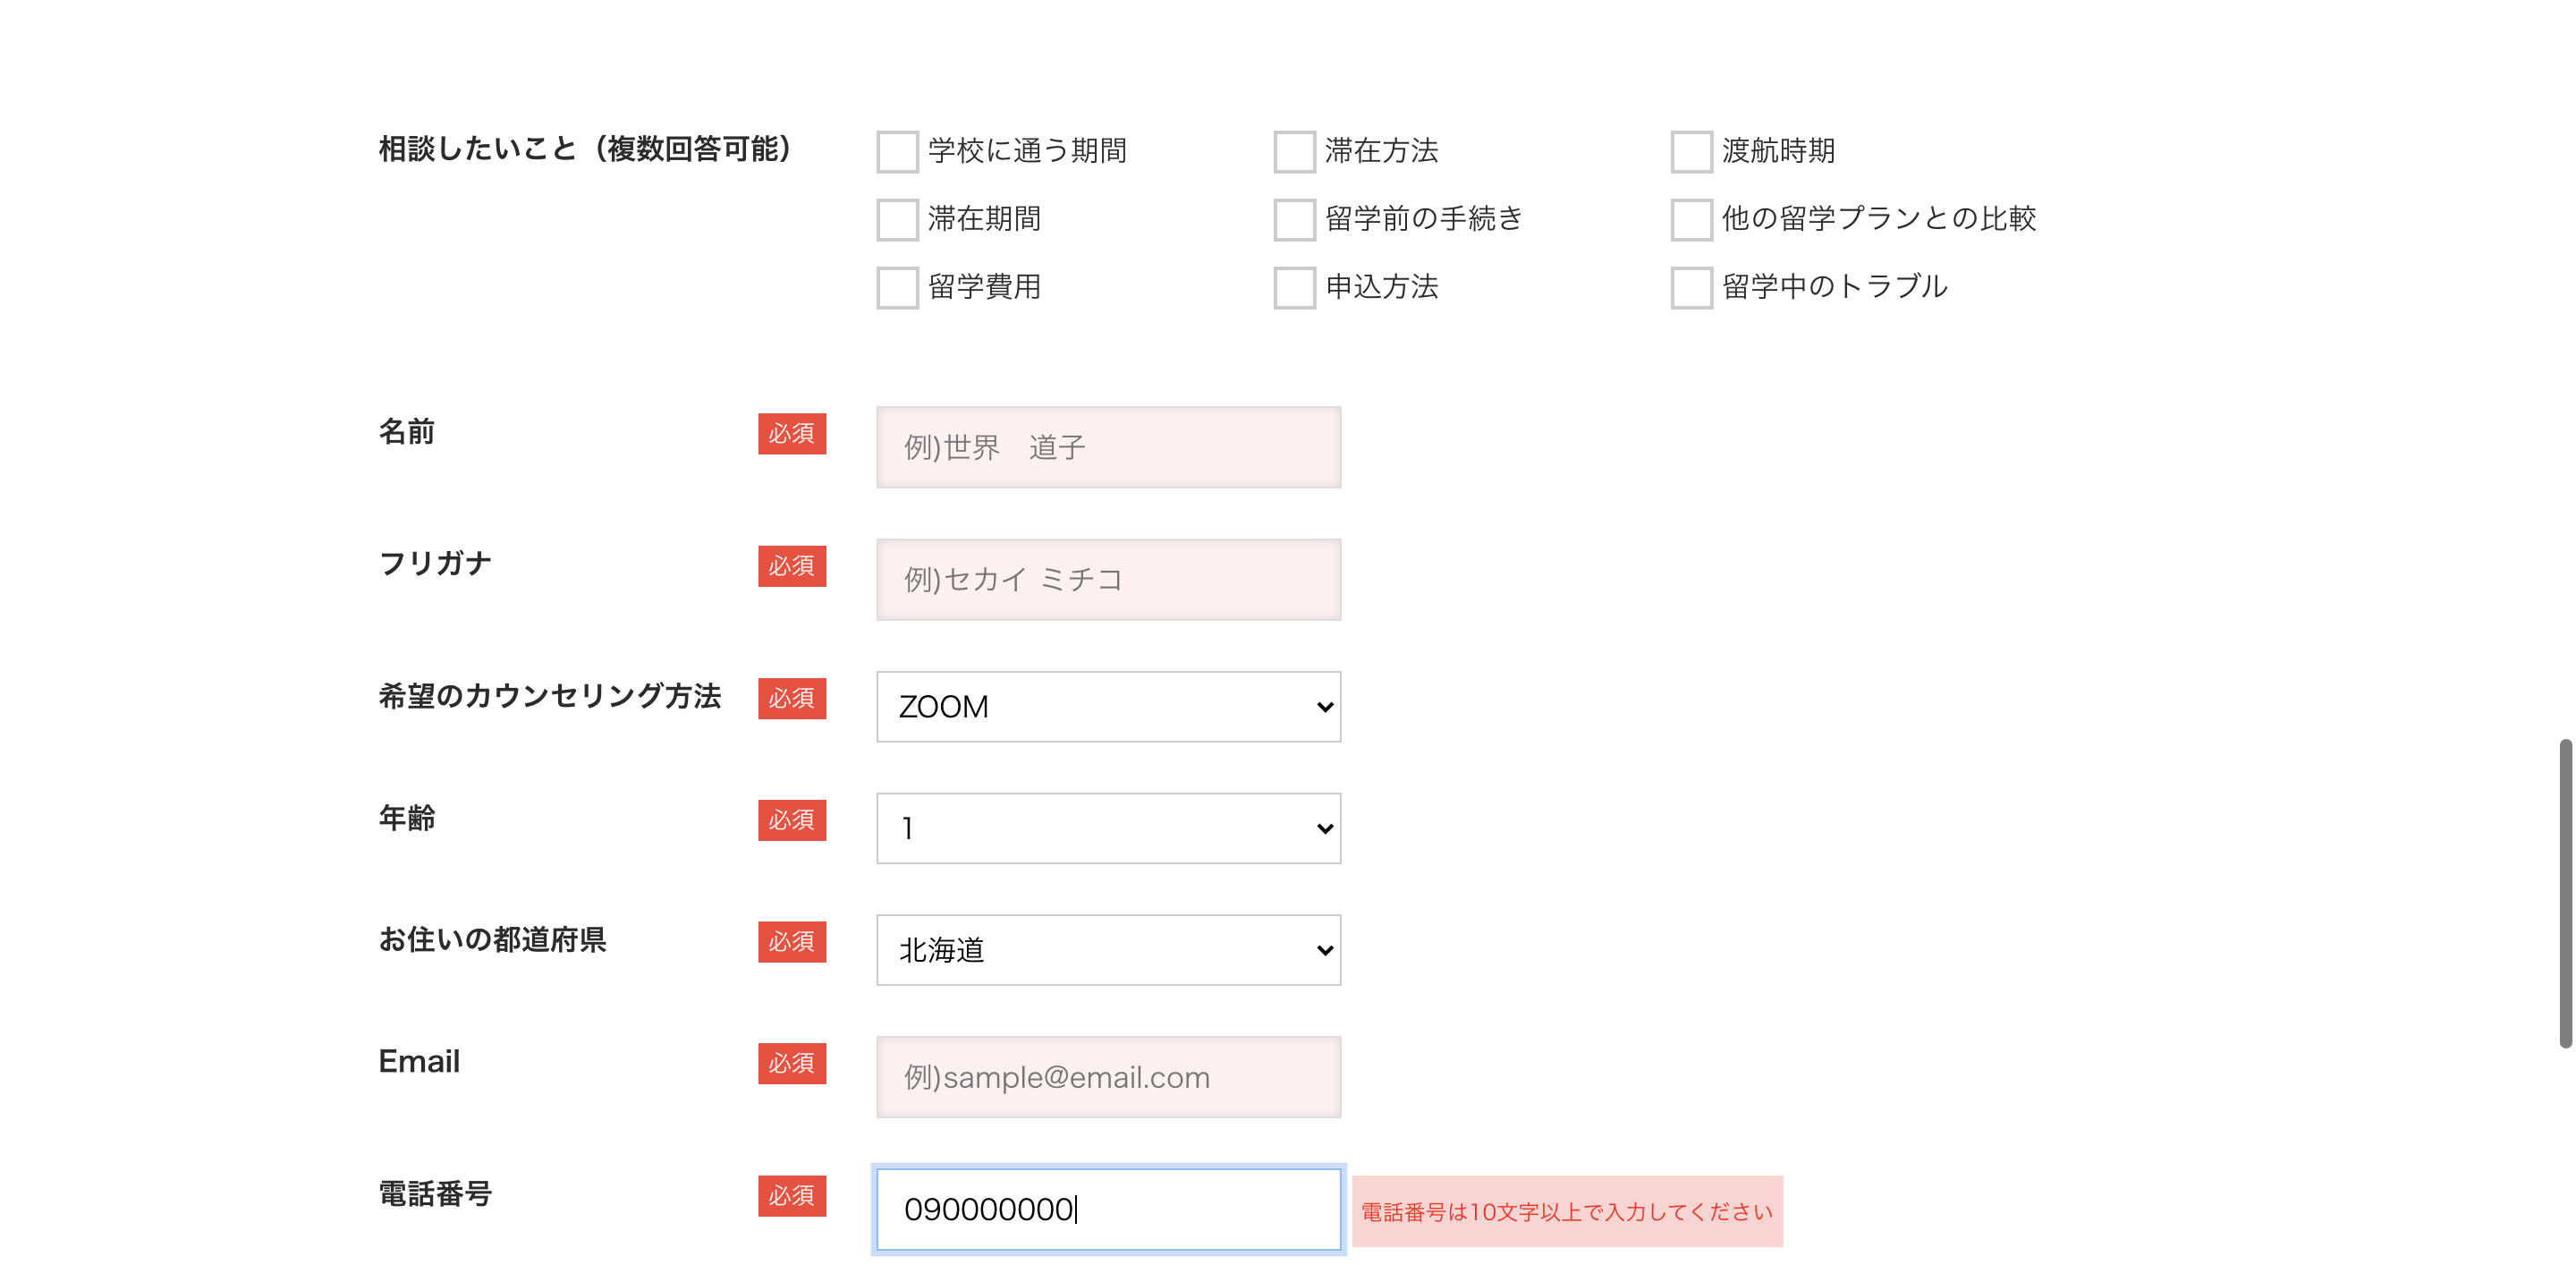 相談したいこと（複数回答可能）
学校に通う期間 滞在方法 渡航時期
滞在期間 留学前の手続き 他の留学プランとの比較
留学費用 申込方法 留学中のトラブル
名前 必須 例)世界　道子
フリガナ 必須 例)セカイ ミチコ
希望のカウンセリング方法 必須 ZOOM
年齢 必須 1
お住いの都道府県 必須 北海道
Email 必須 例)sample@email.com
電話番号 必須 090000000 電話番号は10文字以上で入力してください